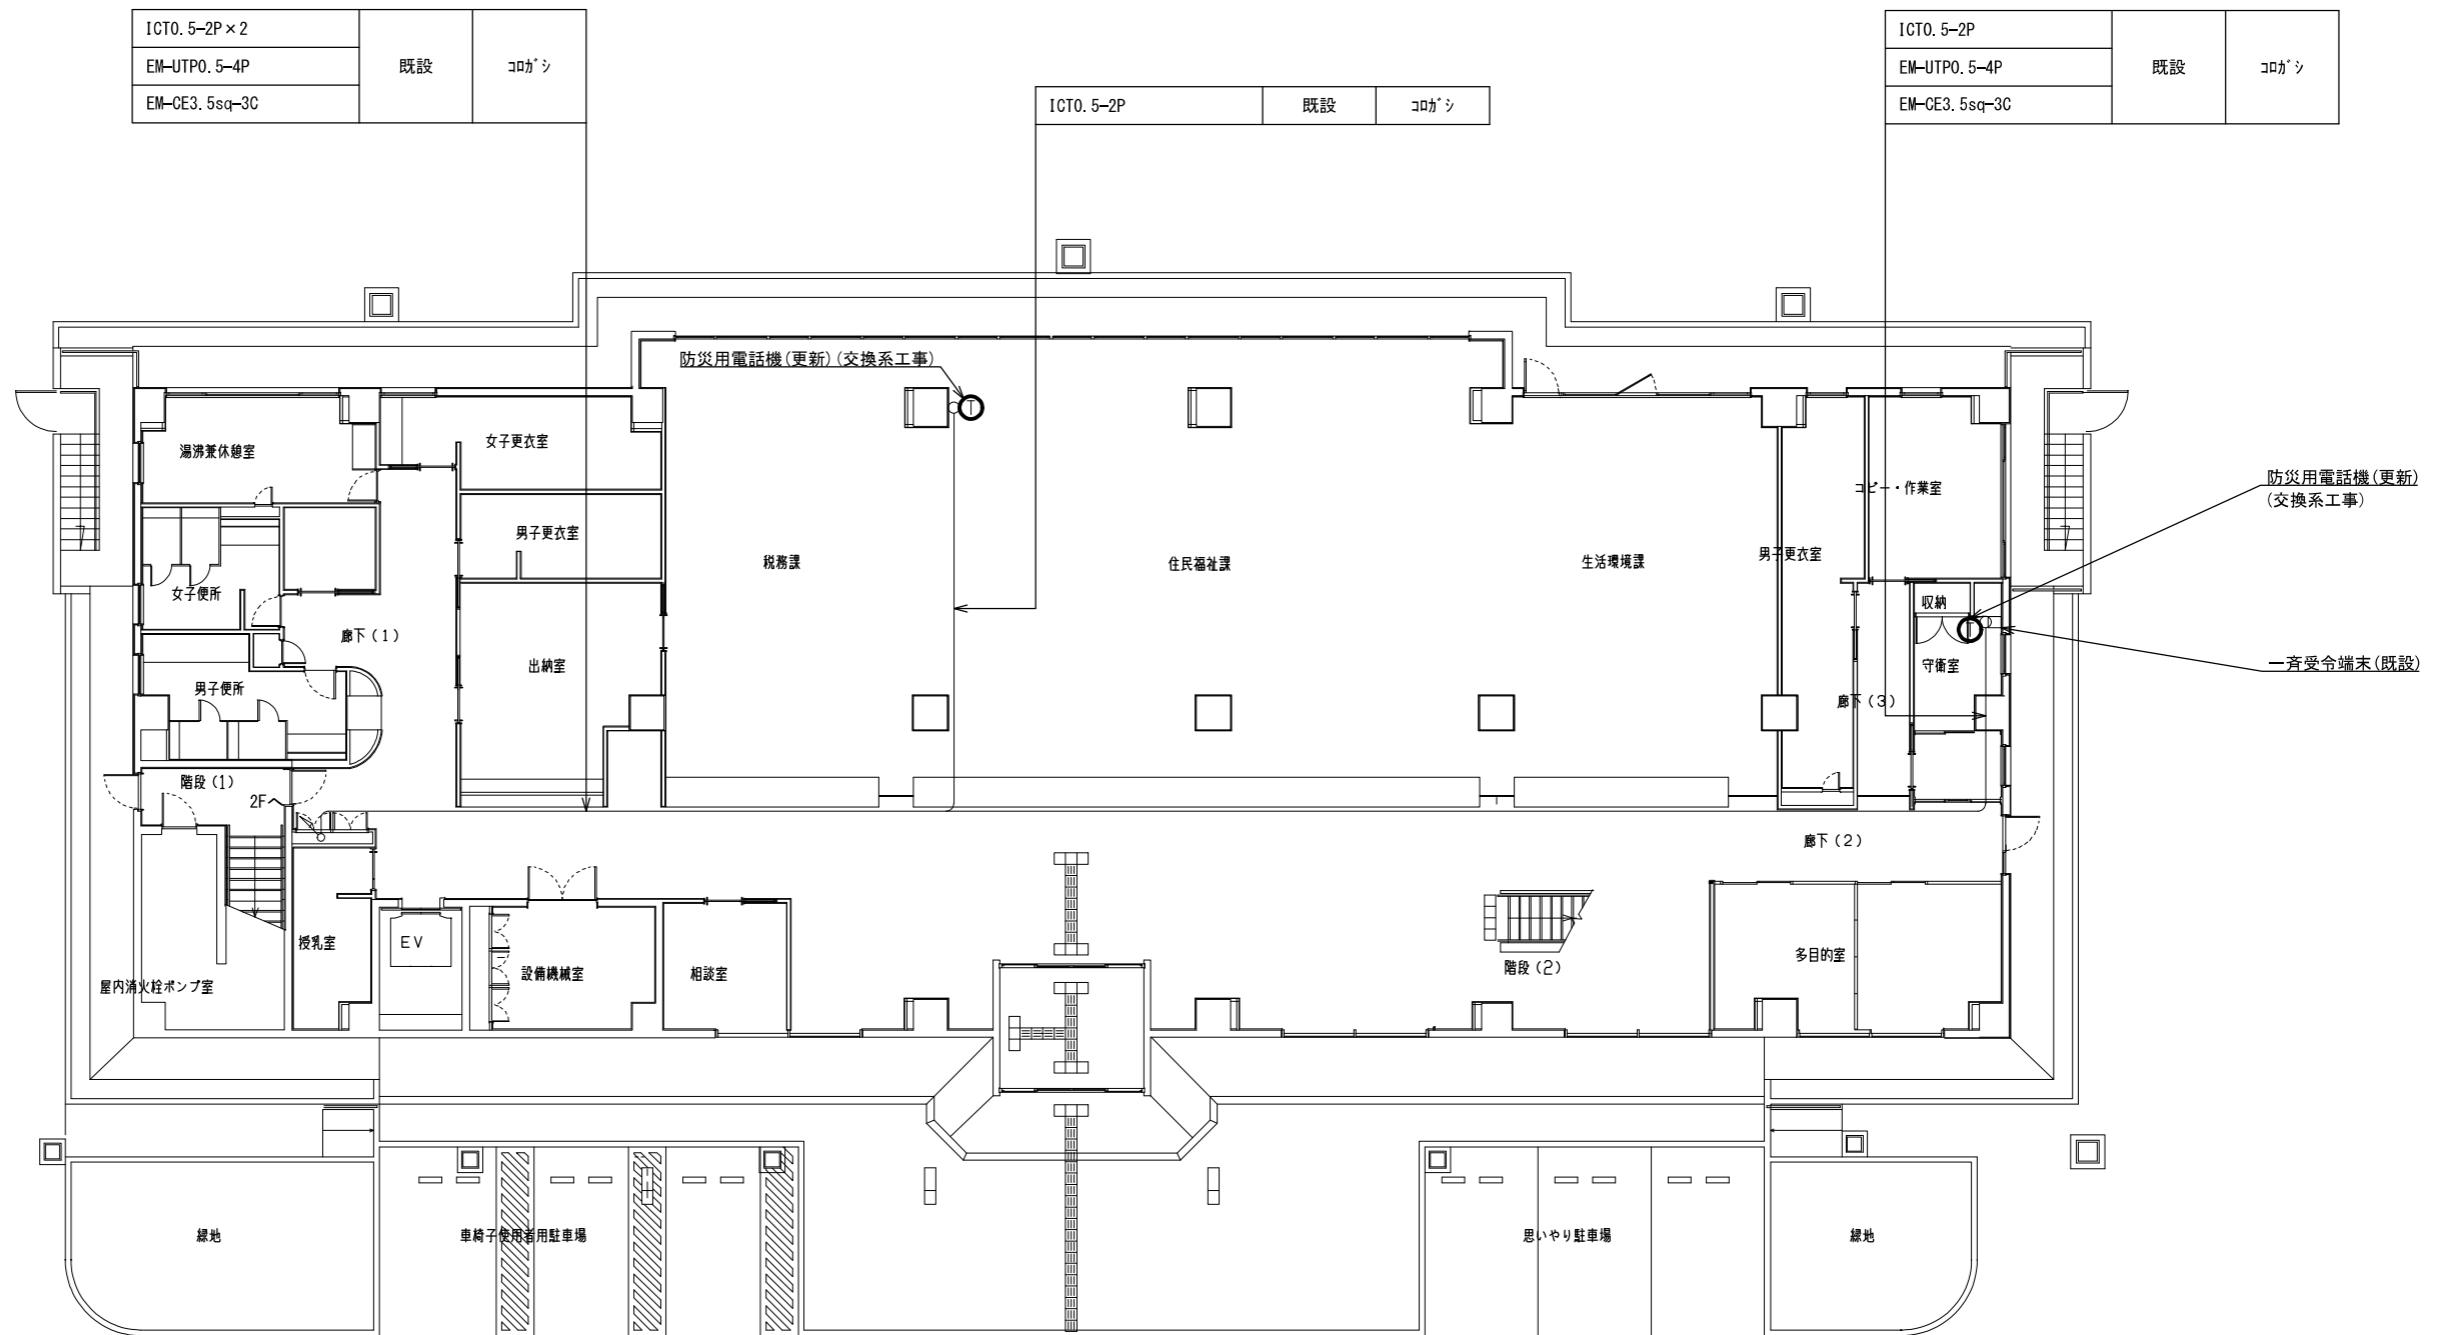 ICT0.5-2P×2
EM-UTP0.5-4P
EM-CE3.5sq-3C
既設
コロガシ
ICT0.5-2P
既設
コロガシ
ICT0.5-2P
EM-UTP0.5-4P
EM-CE3.5sq-3C
既設
コロガシ
防災用電話機(更新)(交換系工事)
T
湯沸兼休憩室
女子更衣室
男子更衣室
税務課
住民福祉課
生活環境課
男子更衣室
コピー・作業室
防災用電話機(更新)
(交換系工事)
女子便所
廊下(1)
出納室
収納
T
守衛室
一斉受令端末(既設)
男子便所
廊下(3)
階段(1)
2F
廊下(2)
授乳室
EV
設備機械室
相談室
階段(2)
多目的室
屋内消火栓ポンプ室
緑地
車椅子使用者用駐車場
思いやり駐車場
緑地